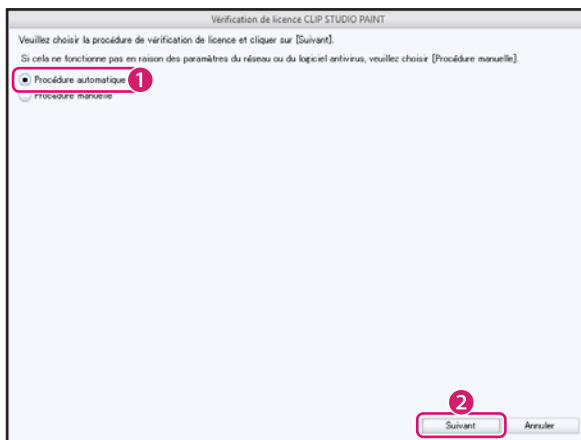 Vérification de licence CLIP STUDIO PAINT
Veuillez choisir la procédure de vérification de licence et cliquer sur [Suivant].
Si cela ne fonctionne pas en raison des paramètres du réseau ou du logiciel antivirus, veuillez choisir [Procédure manuelle].
Procédure automatique 1
Procédure manuelle
2
Suivant Annuler